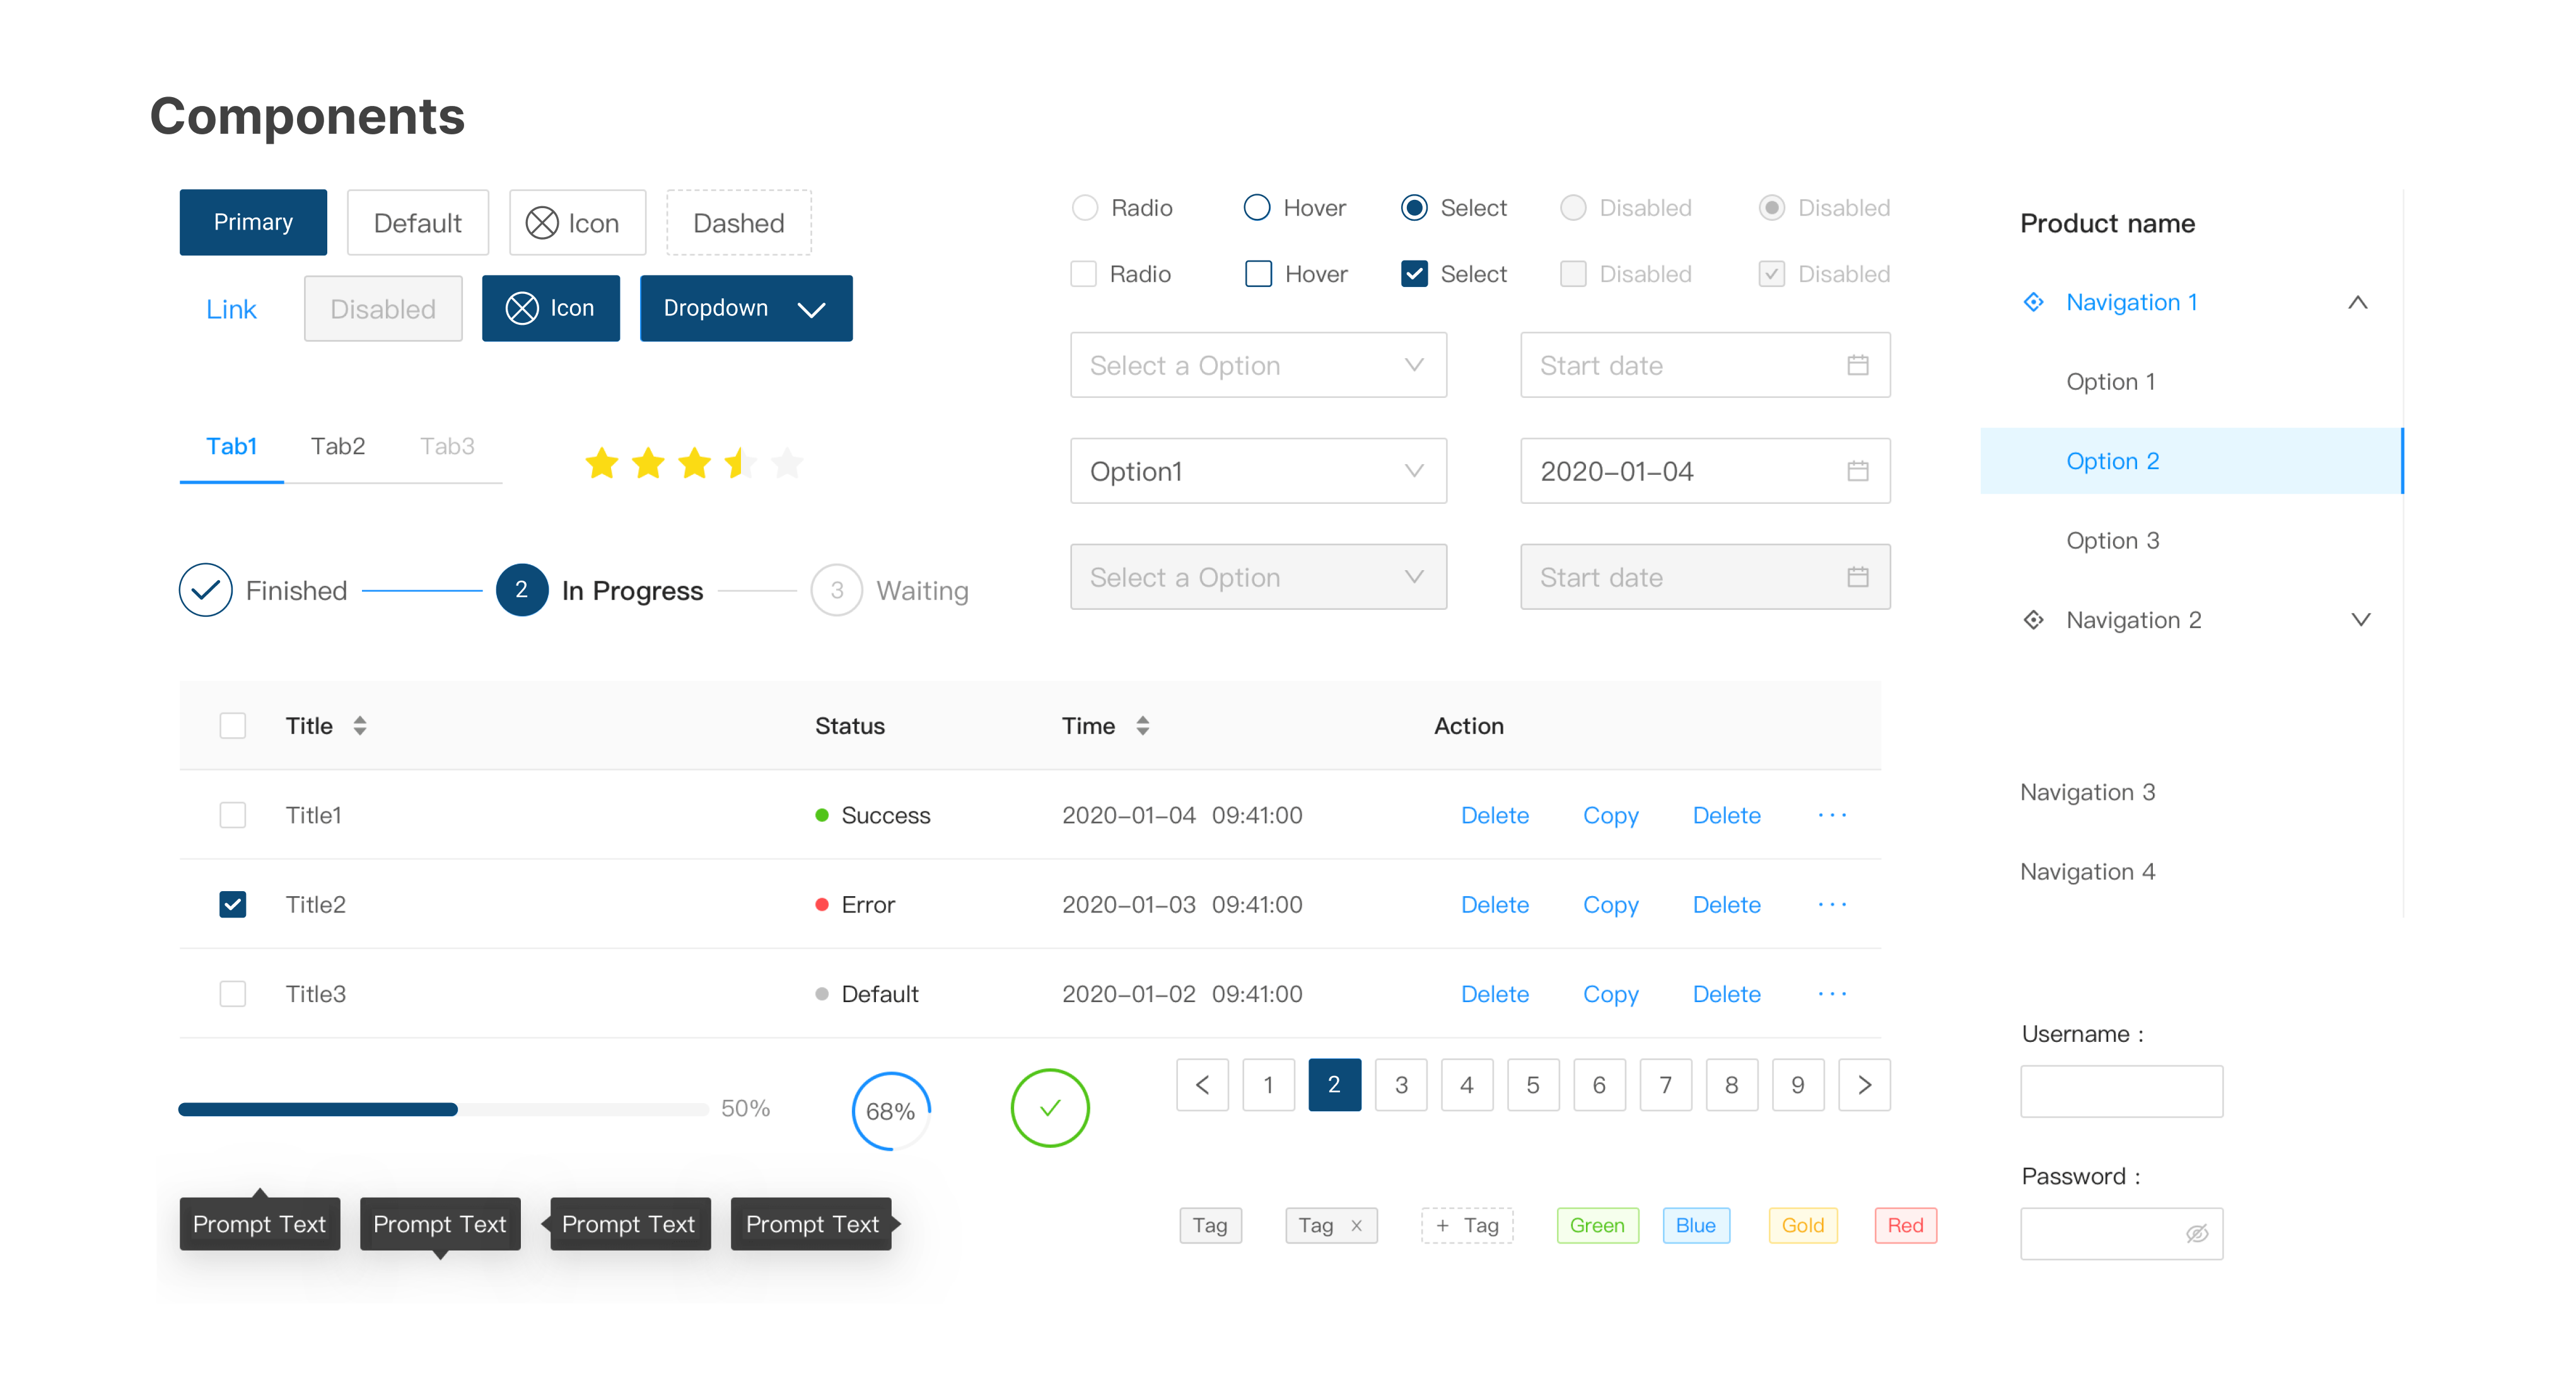 Components
Primary Default Icon Dashed
Link Disabled Icon Dropdown
Tab1 Tab2 Tab3
Finished 2 In Progress 3 Waiting
Radio Hover Select Disabled Disabled
Radio Hover Select Disabled Disabled
Select a Option Start date
Option1 2020-01-04
Select a Option Start date
Product name
Navigation 1
Option 1
Option 2
Option 3
Navigation 2
Navigation 3
Navigation 4
Title Status Time Action
Title1 Success 2020-01-04 09:41:00 Delete Copy Delete ···
Title2 Error 2020-01-03 09:41:00 Delete Copy Delete ···
Title3 Default 2020-01-02 09:41:00 Delete Copy Delete ···
50% 68% < 1 2 3 4 5 6 7 8 9 >
Prompt Text Prompt Text Prompt Text Prompt Text
Tag Tag × + Tag Green Blue Gold Red
Username :
Password :